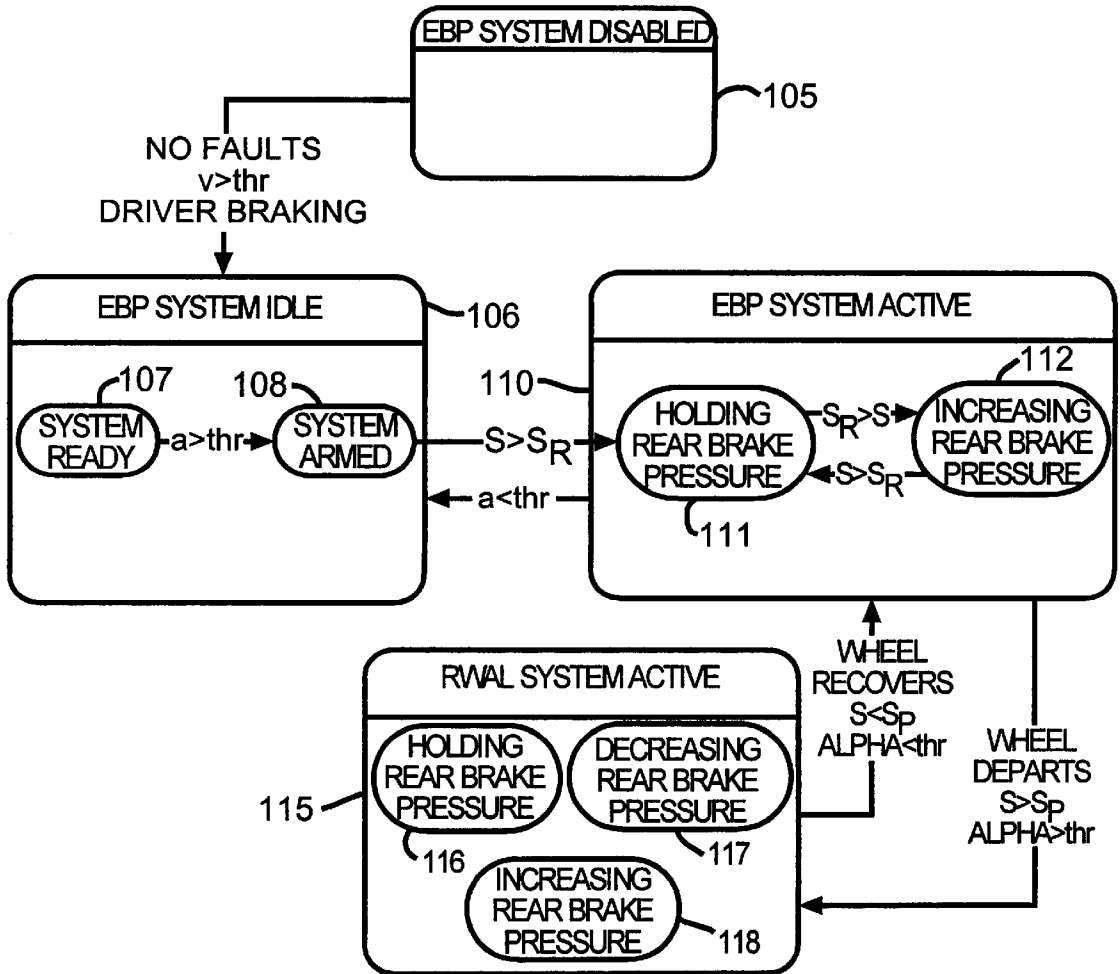 EBP SYSTEM DISABLED
105
NO FAULTS
v>thr
DRIVER BRAKING
EBP SYSTEM IDLE
106
107
108
SYSTEM
READY
a>thr
SYSTEM
ARMED
S>SR
a<thr
EBP SYSTEM ACTIVE
110
112
HOLDING
REAR BRAKE
PRESSURE
SR>S
S>SR
INCREASING
REAR BRAKE
PRESSURE
111
RWAL SYSTEM ACTIVE
115
HOLDING
REAR BRAKE
PRESSURE
116
DECREASING
REAR BRAKE
PRESSURE
117
INCREASING
REAR BRAKE
PRESSURE
118
WHEEL
RECOVERS
S<SP
ALPHA<thr
WHEEL
DEPARTS
S>SP
ALPHA>thr